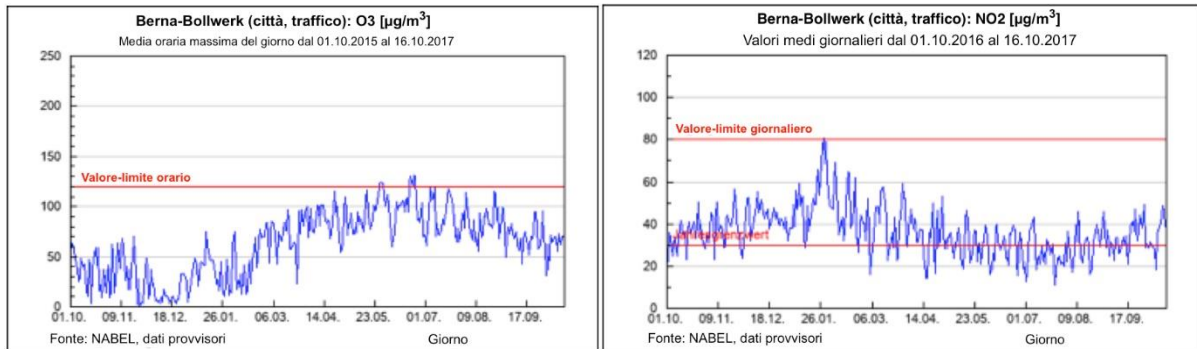 Berna-Bollwerk (città, traffico): O3 [µg/m³]
Media oraria massima del giorno dal 01.10.2015 al 16.10.2017
250
200
150
Valore-limite orario
100
50
0
01.10. 09.11. 18.12. 26.01. 06.03. 14.04. 23.05. 01.07. 09.08. 17.09.
Fonte: NABEL, dati provvisori Giorno
Berna-Bollwerk (città, traffico): NO2 [µg/m³]
Valori medi giornalieri dal 01.10.2016 al 16.10.2017
120
100
Valore-limite giornaliero
80
60
40
20
0
01.10. 09.11. 18.12. 26.01. 06.03. 14.04. 23.05. 01.07. 09.08. 17.09.
Fonte: NABEL, dati provvisori Giorno